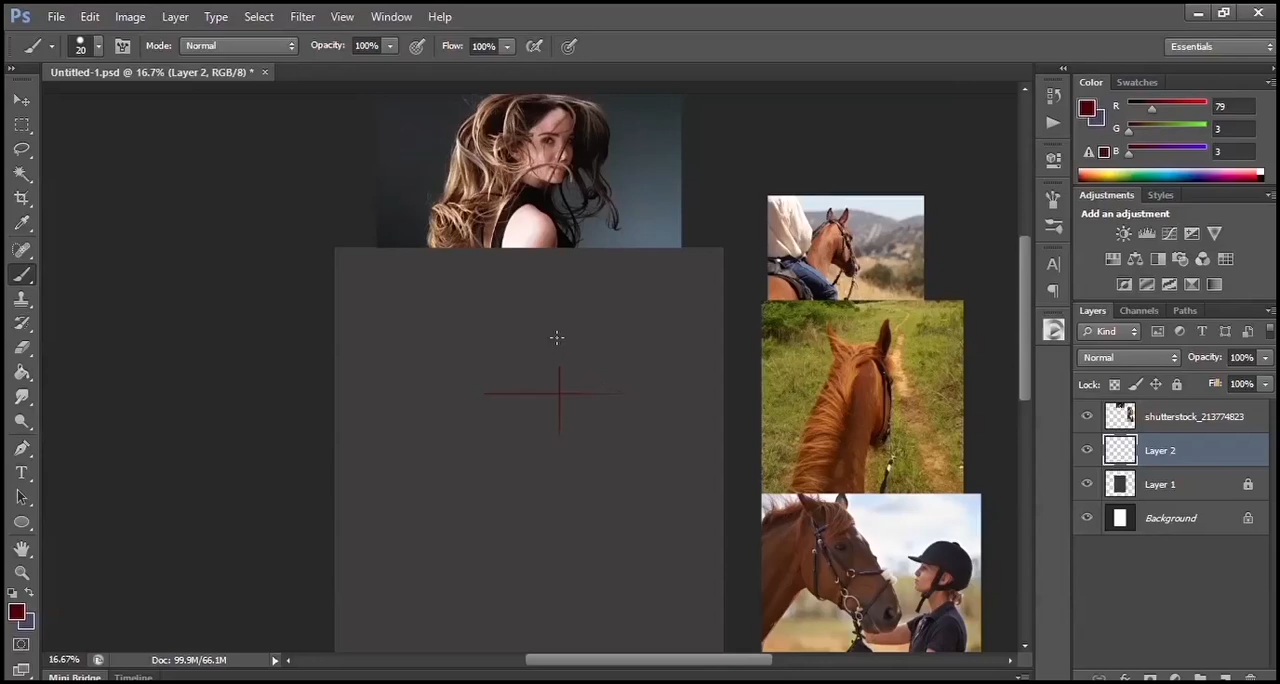 Ps File Edit Image Layer Type Select Filter View Window Help
20 Mode: Normal Opacity: 100% Flow: 100% Essentials
Untitled-1.psd @ 16.7% (Layer 2, RGB/8) * ×
Color Swatches
R 79
G 3
B 3
Adjustments Styles
Add an adjustment
Layers Channels Paths
Kind
Normal Opacity: 100%
Lock: Fill: 100%
shutterstock_213774823
Layer 2
Layer 1
Background
16.67% Doc: 99.9M/66.1M
Mini Bridge Timeline